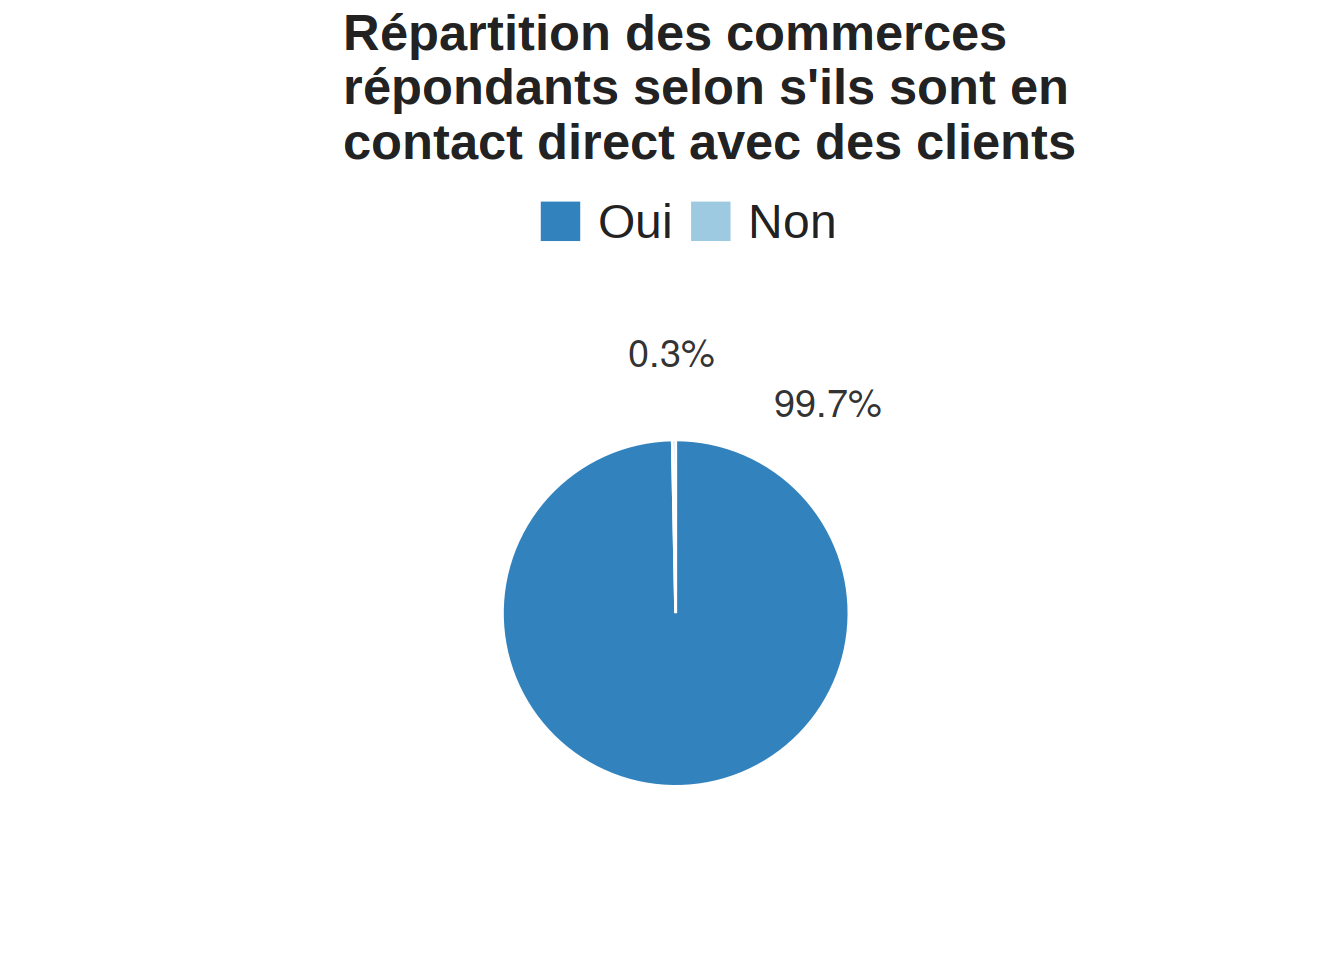 Répartition des commerces
répondants selon s'ils sont en
contact direct avec des clients
Oui Non
0.3%
99.7%